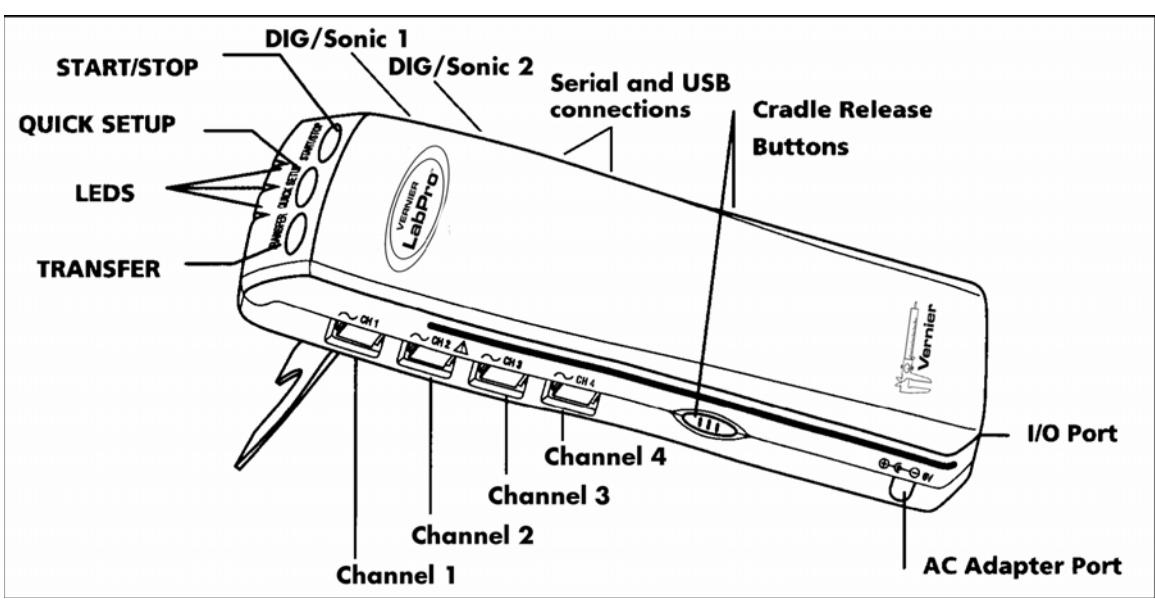 DIG/Sonic 1
DIG/Sonic 2
START/STOP
Serial and USB
connections
Cradle Release
Buttons
QUICK SETUP
LEDS
TRANSFER
START/STOP
QUICK SETUP
TRANSFER
VERNIER
LabPro™
CH 1
CH 2
CH 3
CH 4
Vernier
I/O Port
6V
Channel 4
Channel 3
Channel 2
Channel 1
AC Adapter Port